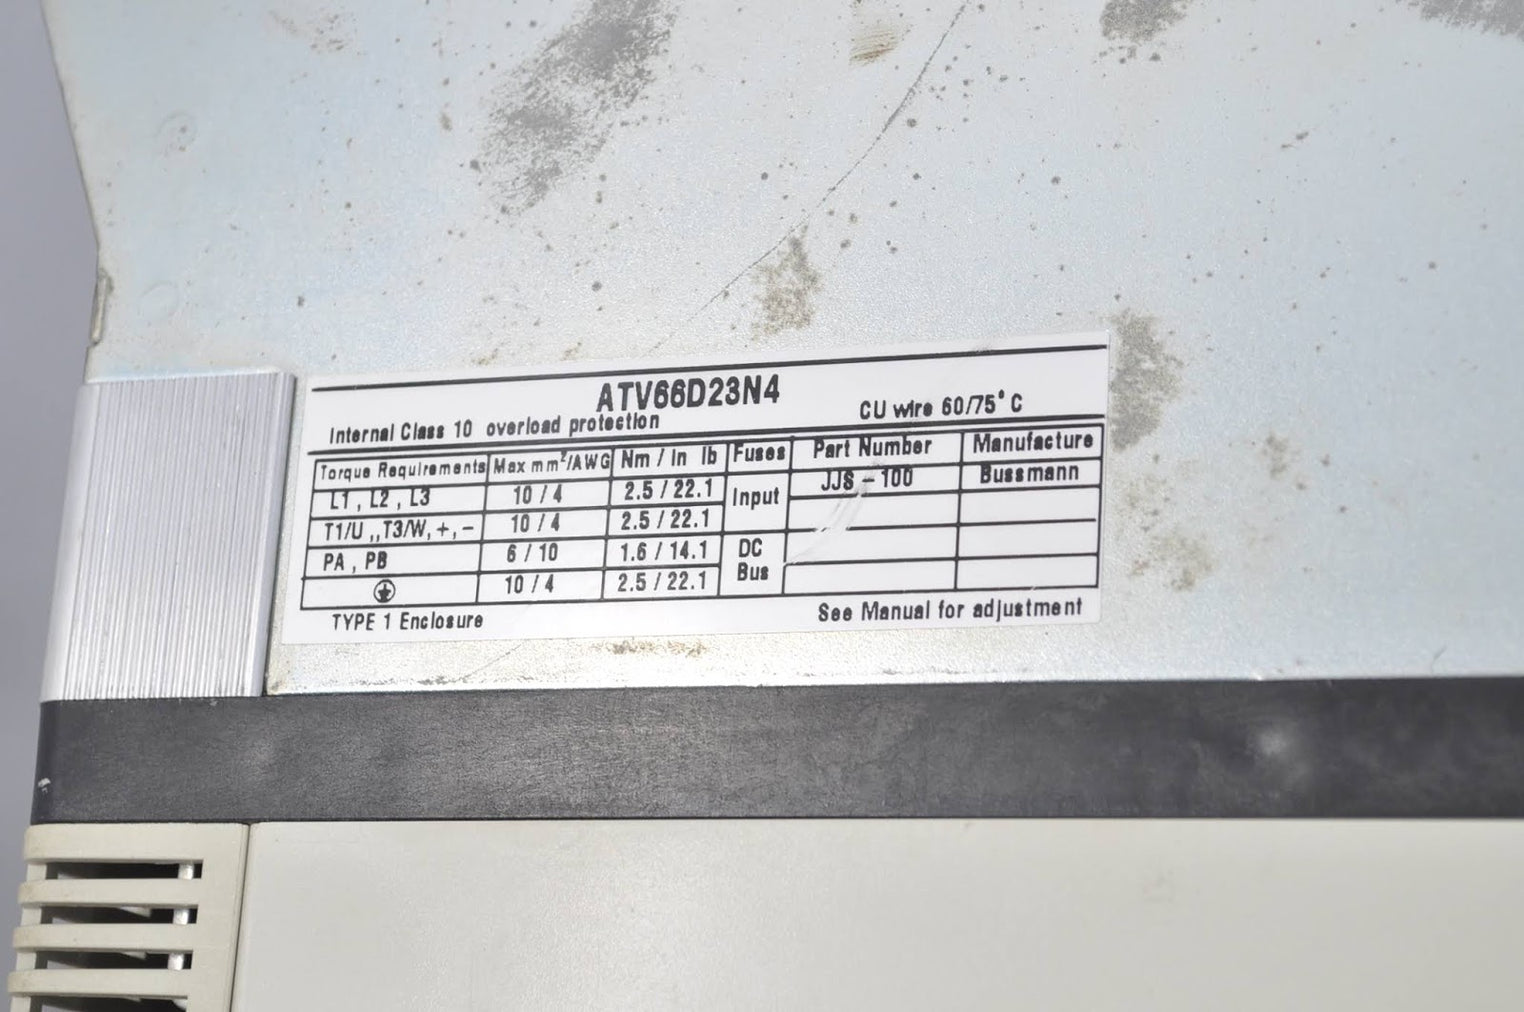 ATV66D23N4
Internal Class 10 overload protection CU wire 60/75°C
Torque Requirements Max mm²/AWG Nm / In lb Fuses Part Number Manufacture
L1 , L2 , L3 10 / 4 2.5 / 22.1 Input JJS - 100 Bussmann
T1/U ,,T3/W, +, - 10 / 4 2.5 / 22.1
PA , PB 6 / 10 1.6 / 14.1 DC Bus
10 / 4 2.5 / 22.1
TYPE 1 Enclosure See Manual for adjustment